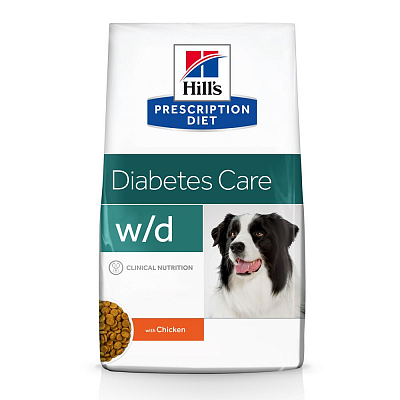 Hill's
PRESCRIPTION
DIET
Diabetes Care
w/d
CLINICAL NUTRITION
with Chicken